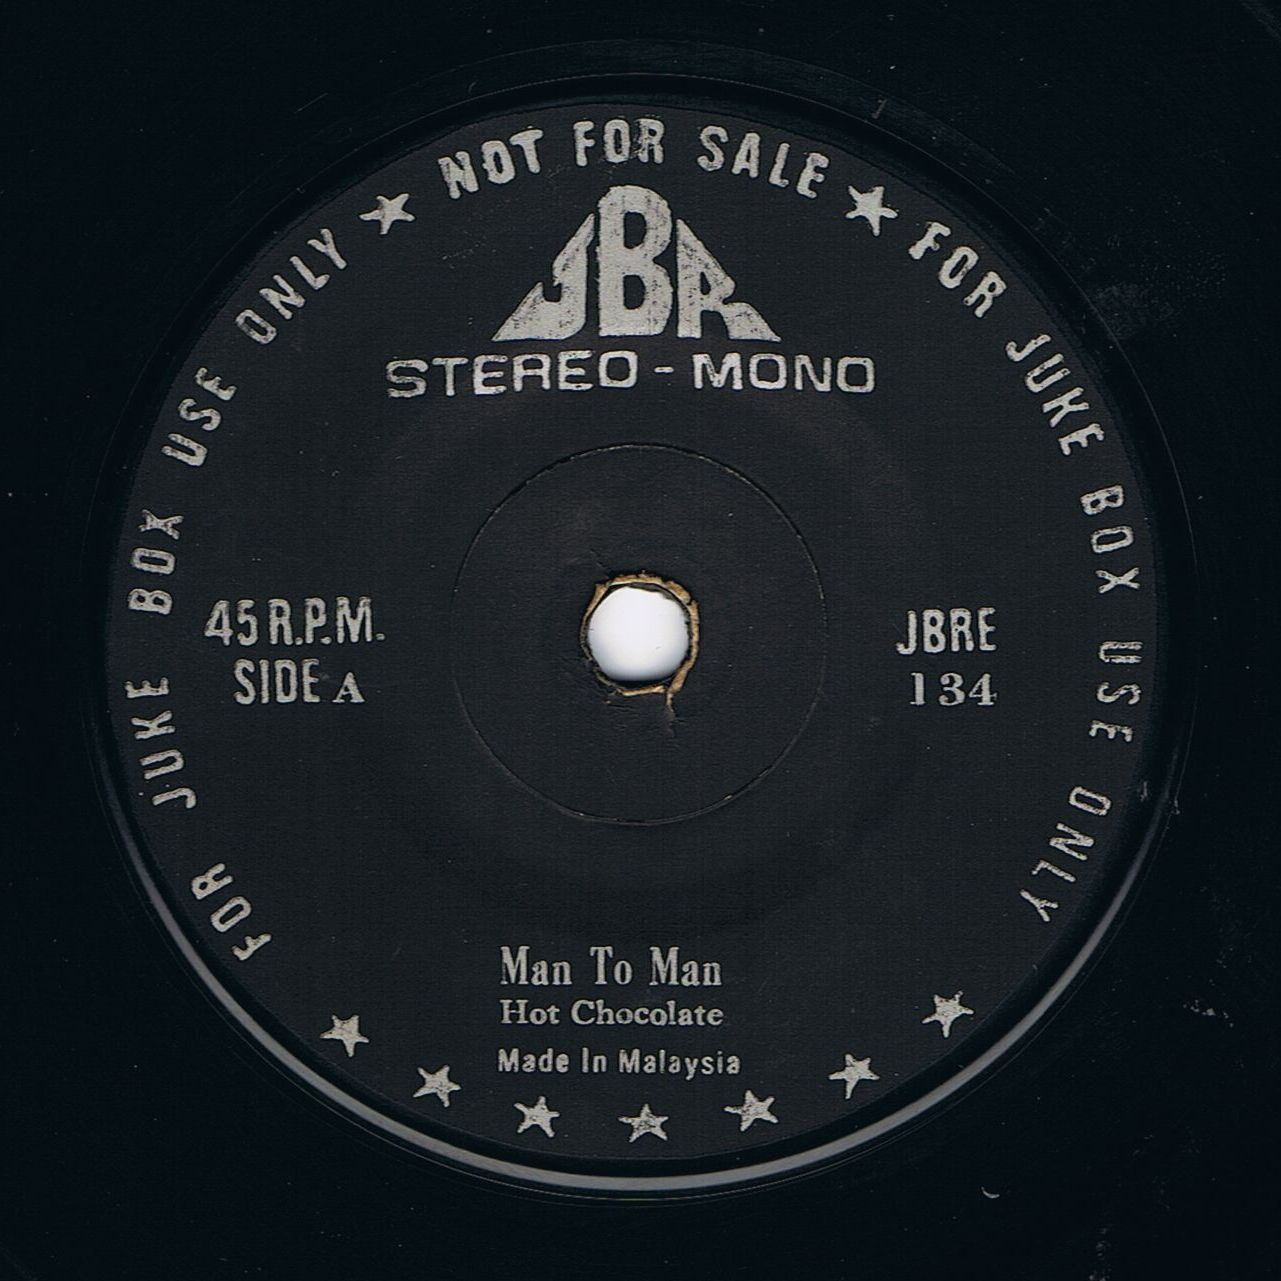 NOT FOR SALE
FOR JUKE BOX USE ONLY
FOR JUKE BOX USE ONLY
JBR
STEREO-MONO
45 R.P.M.
SIDE A
JBRE
134
Man To Man
Hot Chocolate
Made In Malaysia